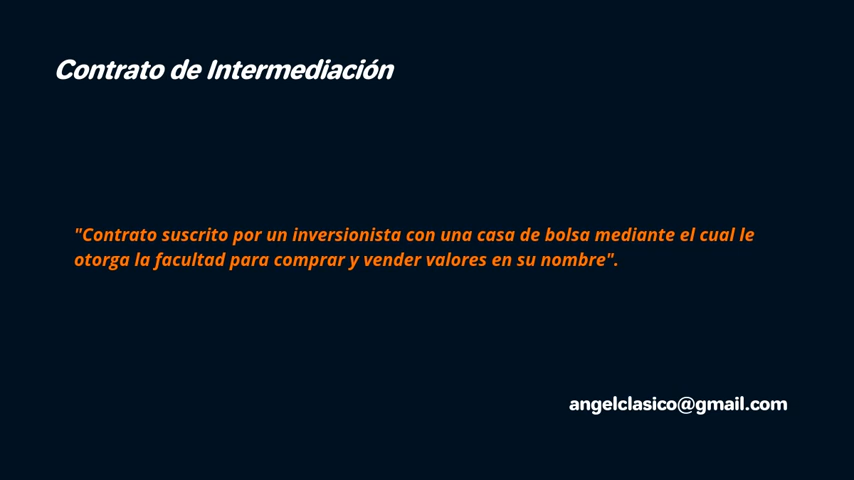 Contrato de Intermediación
"Contrato suscrito por un inversionista con una casa de bolsa mediante el cual le
otorga la facultad para comprar y vender valores en su nombre".
angelclasico@gmail.com